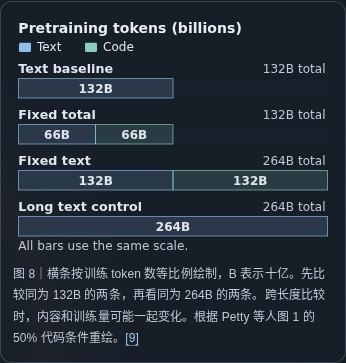 Pretraining tokens (billions)
Text Code
Text baseline 132B total
132B
Fixed total 132B total
66B 66B
Fixed text 264B total
132B 132B
Long text control 264B total
264B
All bars use the same scale.
图 8｜横条按训练 token 数等比例绘制，B 表示十亿。先比
较同为 132B 的两条，再看同为 264B 的两条。跨长度比较
时，内容和训练量可能一起变化。根据 Petty 等人图 1 的
50% 代码条件重绘。[9]